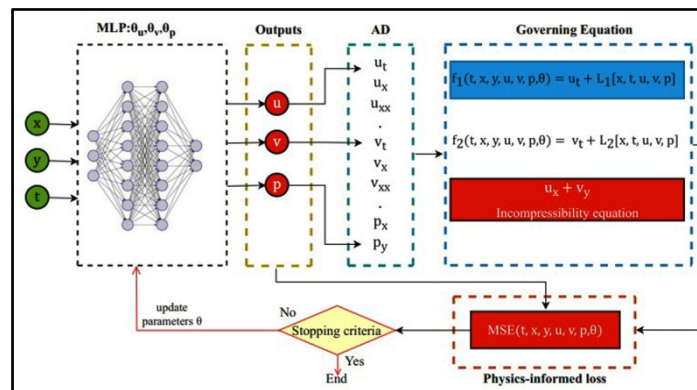 MLP:θu,θv,θp
Outputs
AD
Governing Equation
x
y
t
u
v
p
ut
ux
uxx
.
vt
vx
vxx
.
px
py
f1(t, x, y, u, v, p,θ) = ut + L1[x, t, u, v, p]
f2(t, x, y, u, v, p,θ) = vt + L2[x, t, u, v, p]
ux + vy
Incompressibility equation
update
parameters θ
No
Stopping criteria
Yes
End
MSE(t, x, y, u, v, p,θ)
Physics-informed loss